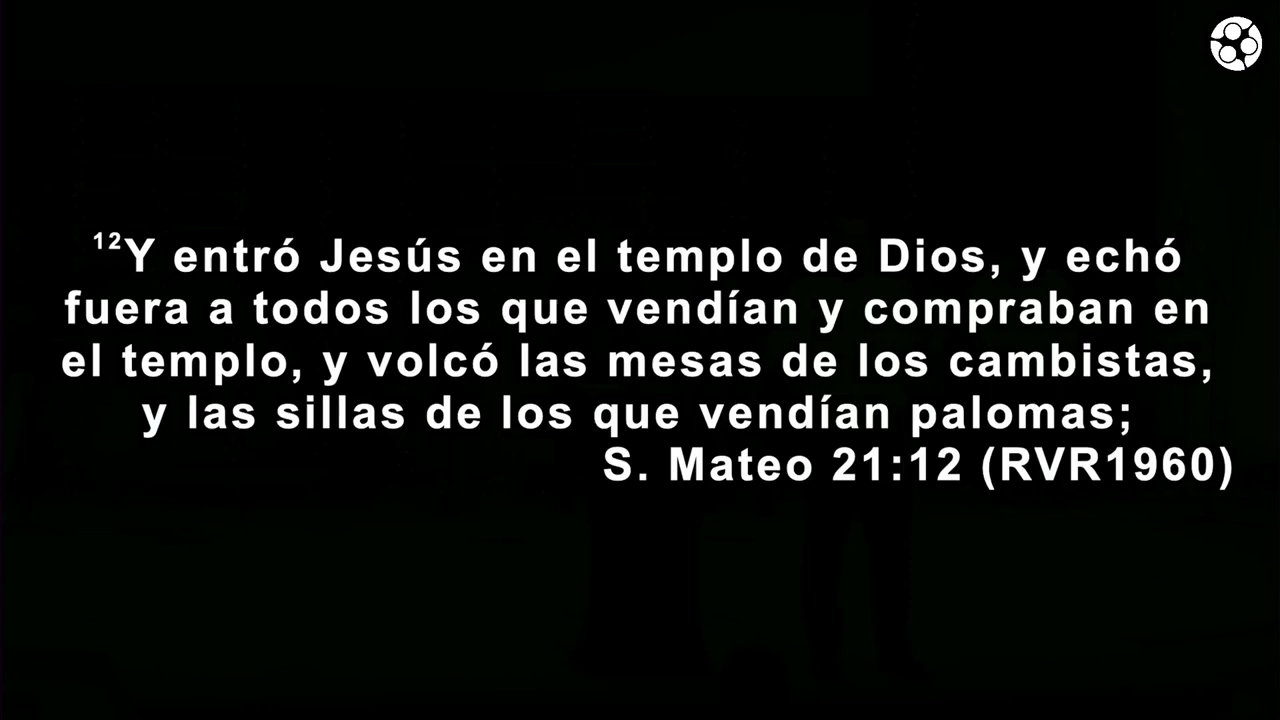 ¹²Y entró Jesús en el templo de Dios, y echó
fuera a todos los que vendían y compraban en
el templo, y volcó las mesas de los cambistas,
y las sillas de los que vendían palomas;
S. Mateo 21:12 (RVR1960)